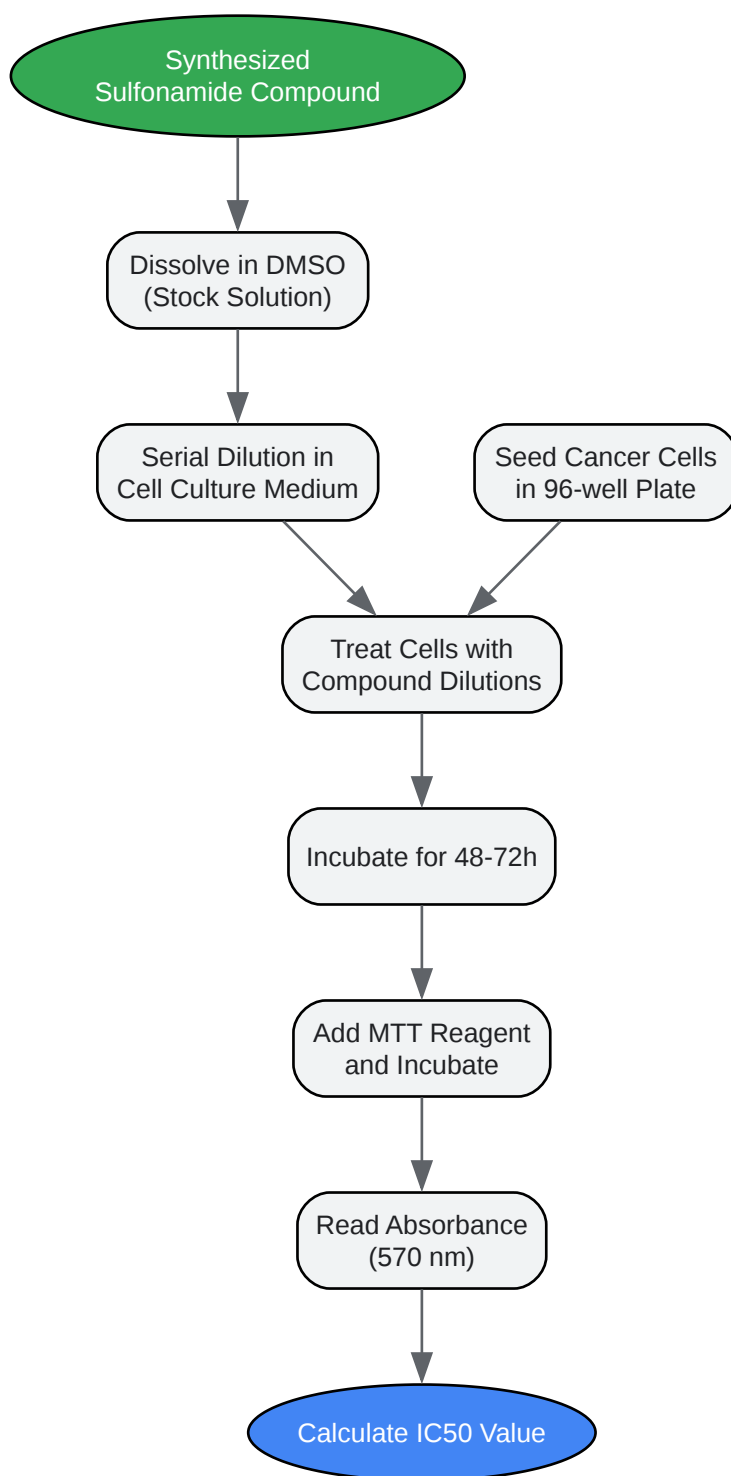 Synthesized
Sulfonamide Compound
Dissolve in DMSO
(Stock Solution)
Serial Dilution in
Cell Culture Medium
Seed Cancer Cells
in 96-well Plate
Treat Cells with
Compound Dilutions
Incubate for 48-72h
Add MTT Reagent
and Incubate
Read Absorbance
(570 nm)
Calculate IC50 Value